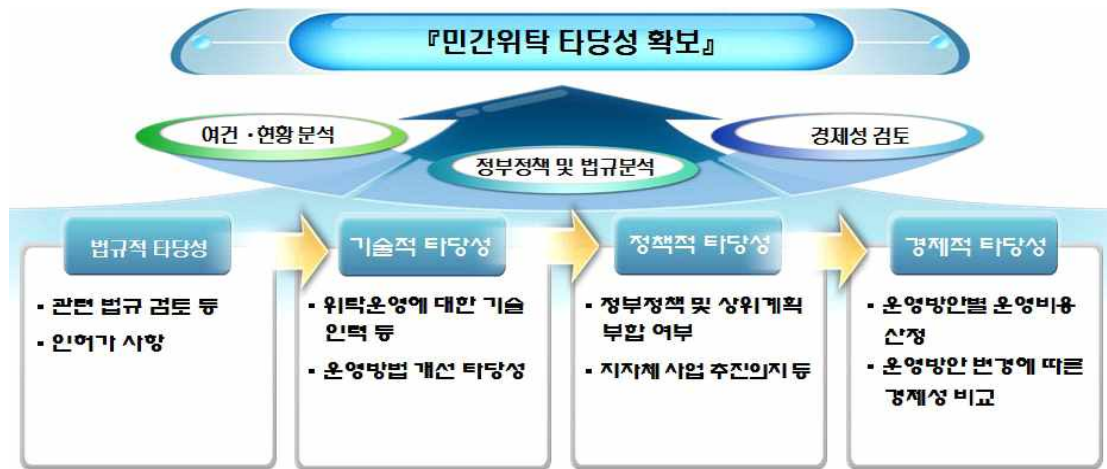 『민간위탁 타당성 확보』
여건 ·현황 분석
정부정책 및 법규분석
경제성 검토
법규적 타당성
▪ 관련 법규 검토 등
▪ 인허가 사항
기술적 타당성
▪ 위탁운영에 대한 기술
인력 등
▪ 운영방법 개선 타당성
정책적 타당성
▪ 정부정책 및 상위계획
부합 여부
▪ 지자체 사업 추진의지 등
경제적 타당성
▪ 운영방안별 운영비용
산정
▪ 운영방안 변경에 따른
경제성 비교